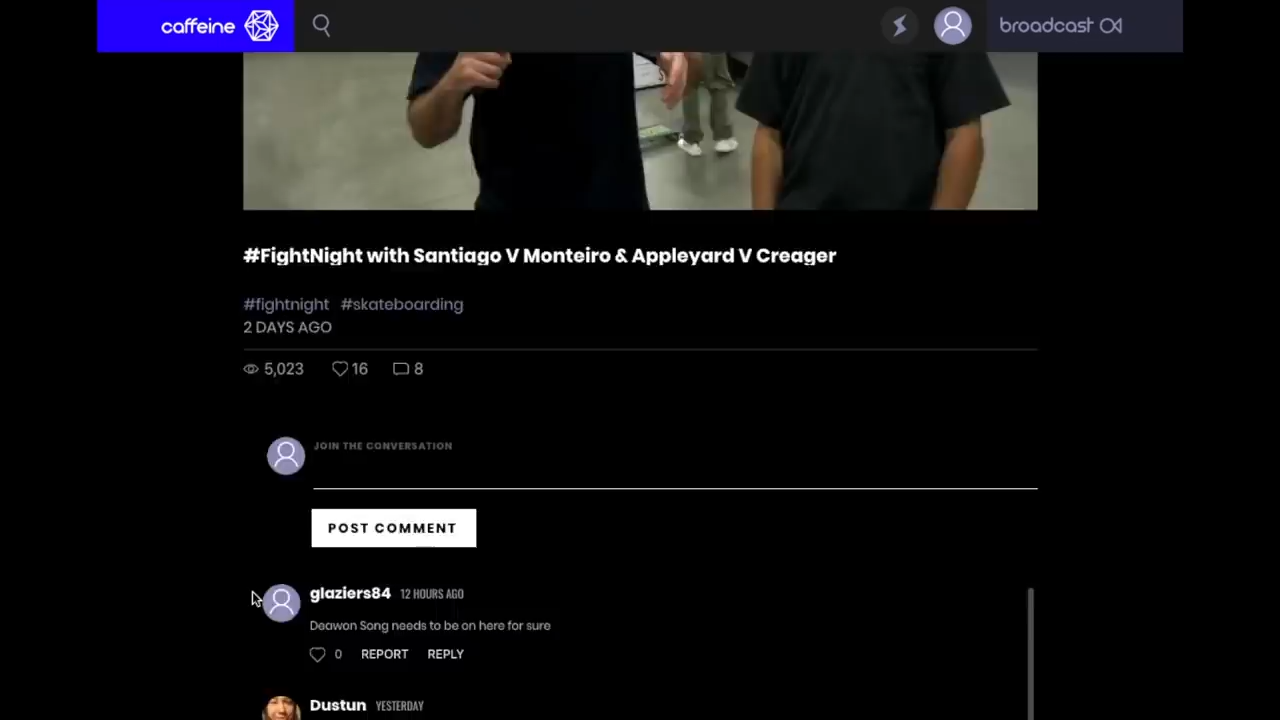 caffeine
broadcast
#FightNight with Santiago V Monteiro & Appleyard V Creager
#fightnight #skateboarding
2 DAYS AGO
5,023 16 8
JOIN THE CONVERSATION
POST COMMENT
glaziers84 12 HOURS AGO
Deawon Song needs to be on here for sure
0 REPORT REPLY
Dustun YESTERDAY